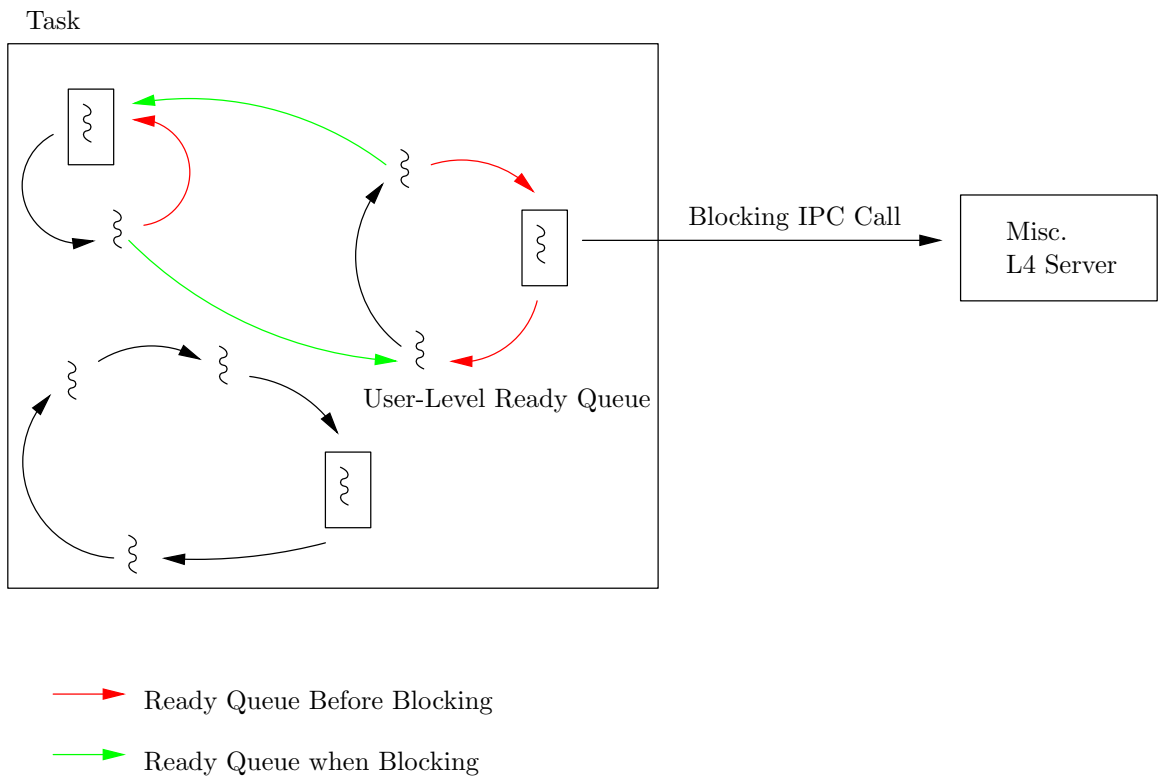 Task
Blocking IPC Call
Misc.
L4 Server
User-Level Ready Queue
Ready Queue Before Blocking
Ready Queue when Blocking